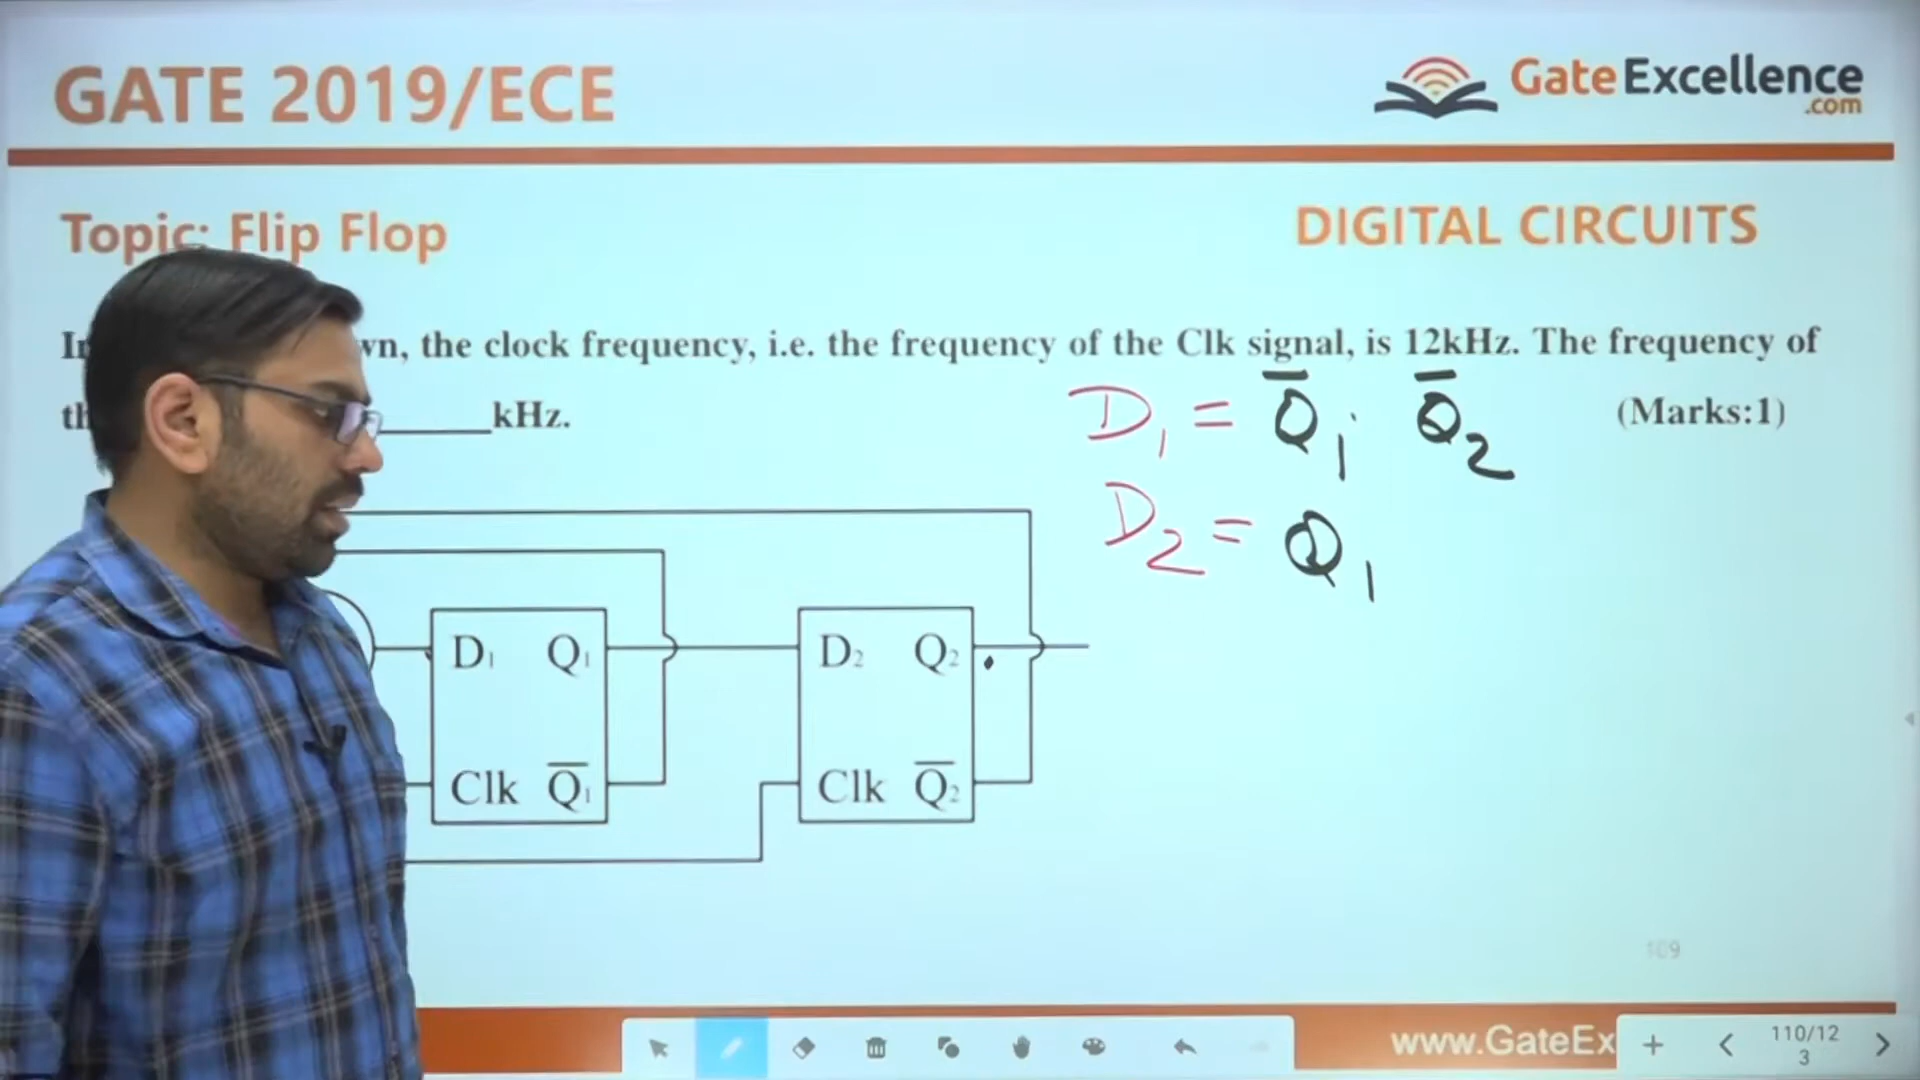 GATE 2019/ECE
GateExcellence
.com
Topic: Flip Flop
DIGITAL CIRCUITS
the clock frequency, i.e. the frequency of the Clk signal, is 12kHz. The frequency of
kHz.
(Marks:1)
D₁ = Q̅₁ · Q̅₂
D₂ = Q₁
D₁ Q₁
D₂ Q₂
Clk Q̅₁
Clk Q̅₂
109
www.GateEx
110/12
3